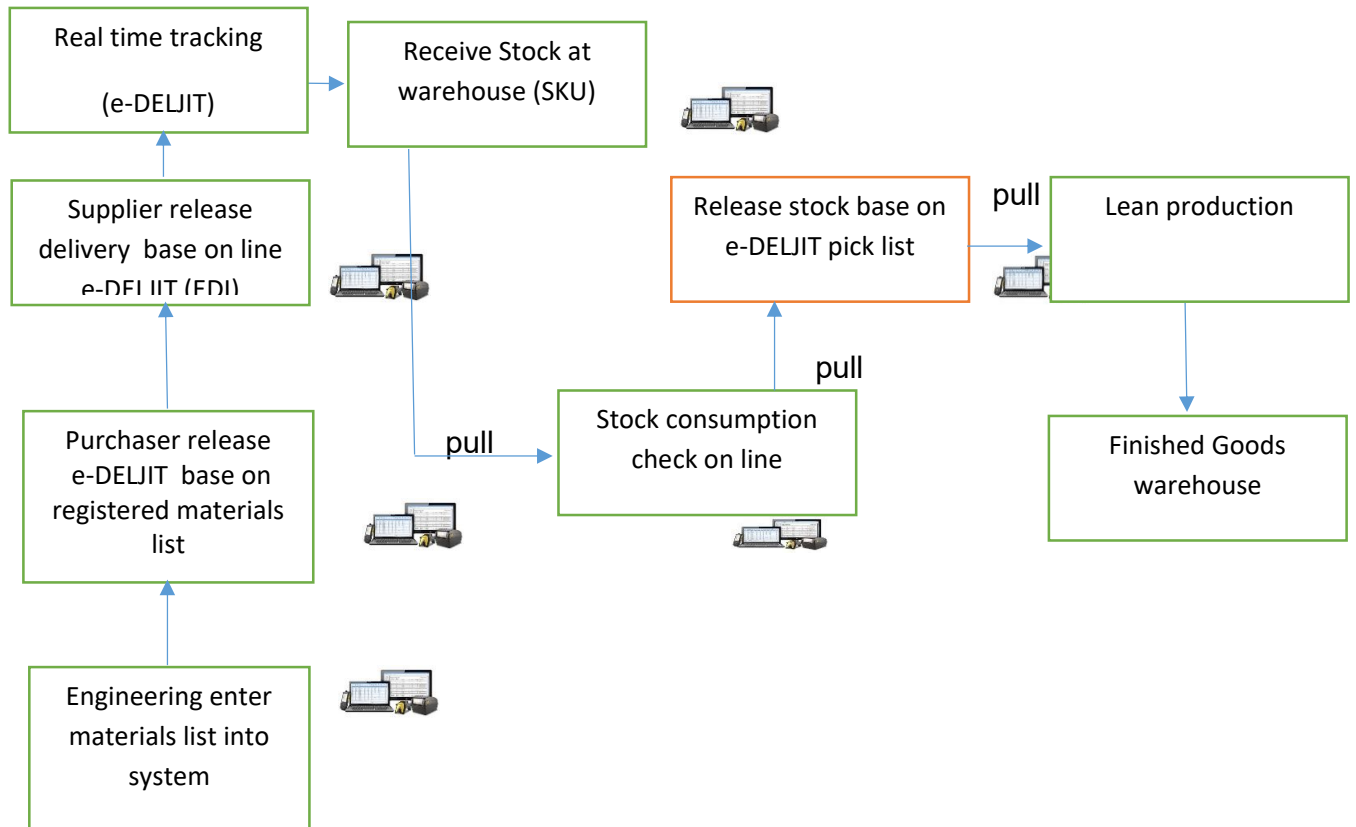 Real time tracking
(e-DELJIT)
Receive Stock at
warehouse (SKU)
Supplier release
delivery base on line
e-DELJIT (EDI)
Release stock base on
e-DELJIT pick list
pull
Lean production
pull
Purchaser release
e-DELJIT base on
registered materials
list
pull
Stock consumption
check on line
Finished Goods
warehouse
Engineering enter
materials list into
system